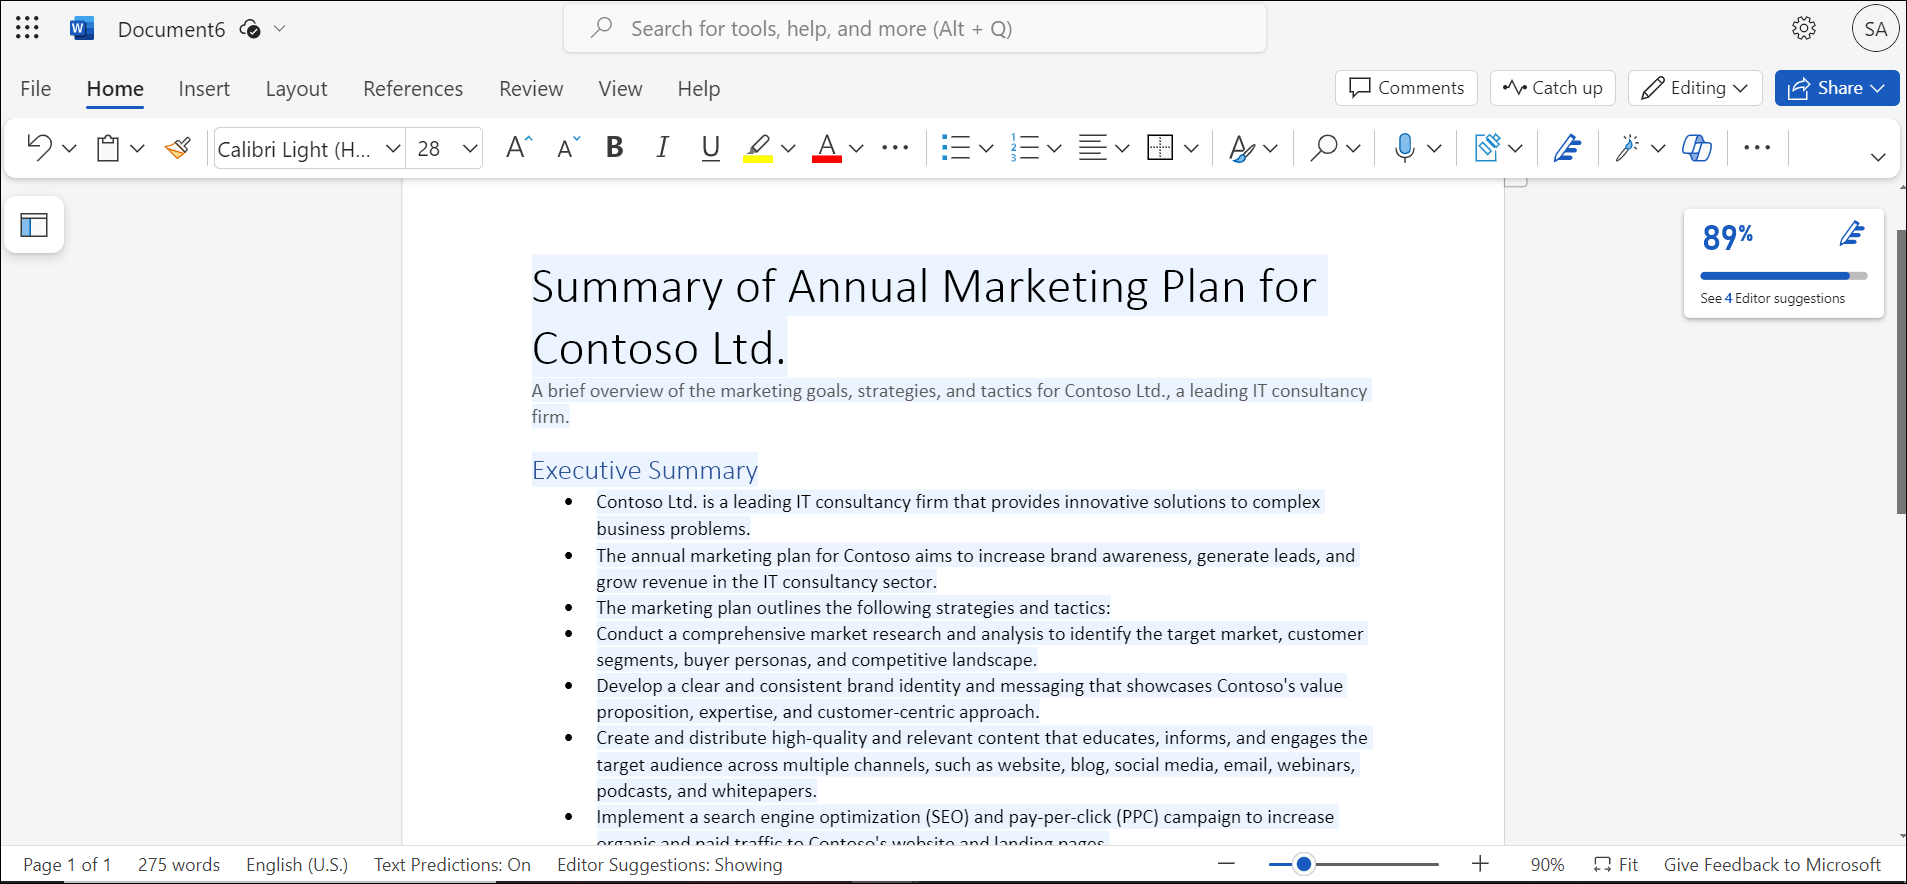 Document6
Search for tools, help, and more (Alt + Q)
SA
File Home Insert Layout References Review View Help
Comments Catch up Editing Share
Calibri Light (H... 28
89%
See 4 Editor suggestions
Summary of Annual Marketing Plan for
Contoso Ltd.
A brief overview of the marketing goals, strategies, and tactics for Contoso Ltd., a leading IT consultancy
firm.
Executive Summary
• Contoso Ltd. is a leading IT consultancy firm that provides innovative solutions to complex
business problems.
• The annual marketing plan for Contoso aims to increase brand awareness, generate leads, and
grow revenue in the IT consultancy sector.
• The marketing plan outlines the following strategies and tactics:
• Conduct a comprehensive market research and analysis to identify the target market, customer
segments, buyer personas, and competitive landscape.
• Develop a clear and consistent brand identity and messaging that showcases Contoso's value
proposition, expertise, and customer-centric approach.
• Create and distribute high-quality and relevant content that educates, informs, and engages the
target audience across multiple channels, such as website, blog, social media, email, webinars,
podcasts, and whitepapers.
• Implement a search engine optimization (SEO) and pay-per-click (PPC) campaign to increase
organic and paid traffic to Contoso's website and landing pages.
Page 1 of 1 275 words English (U.S.) Text Predictions: On Editor Suggestions: Showing 90% Fit Give Feedback to Microsoft